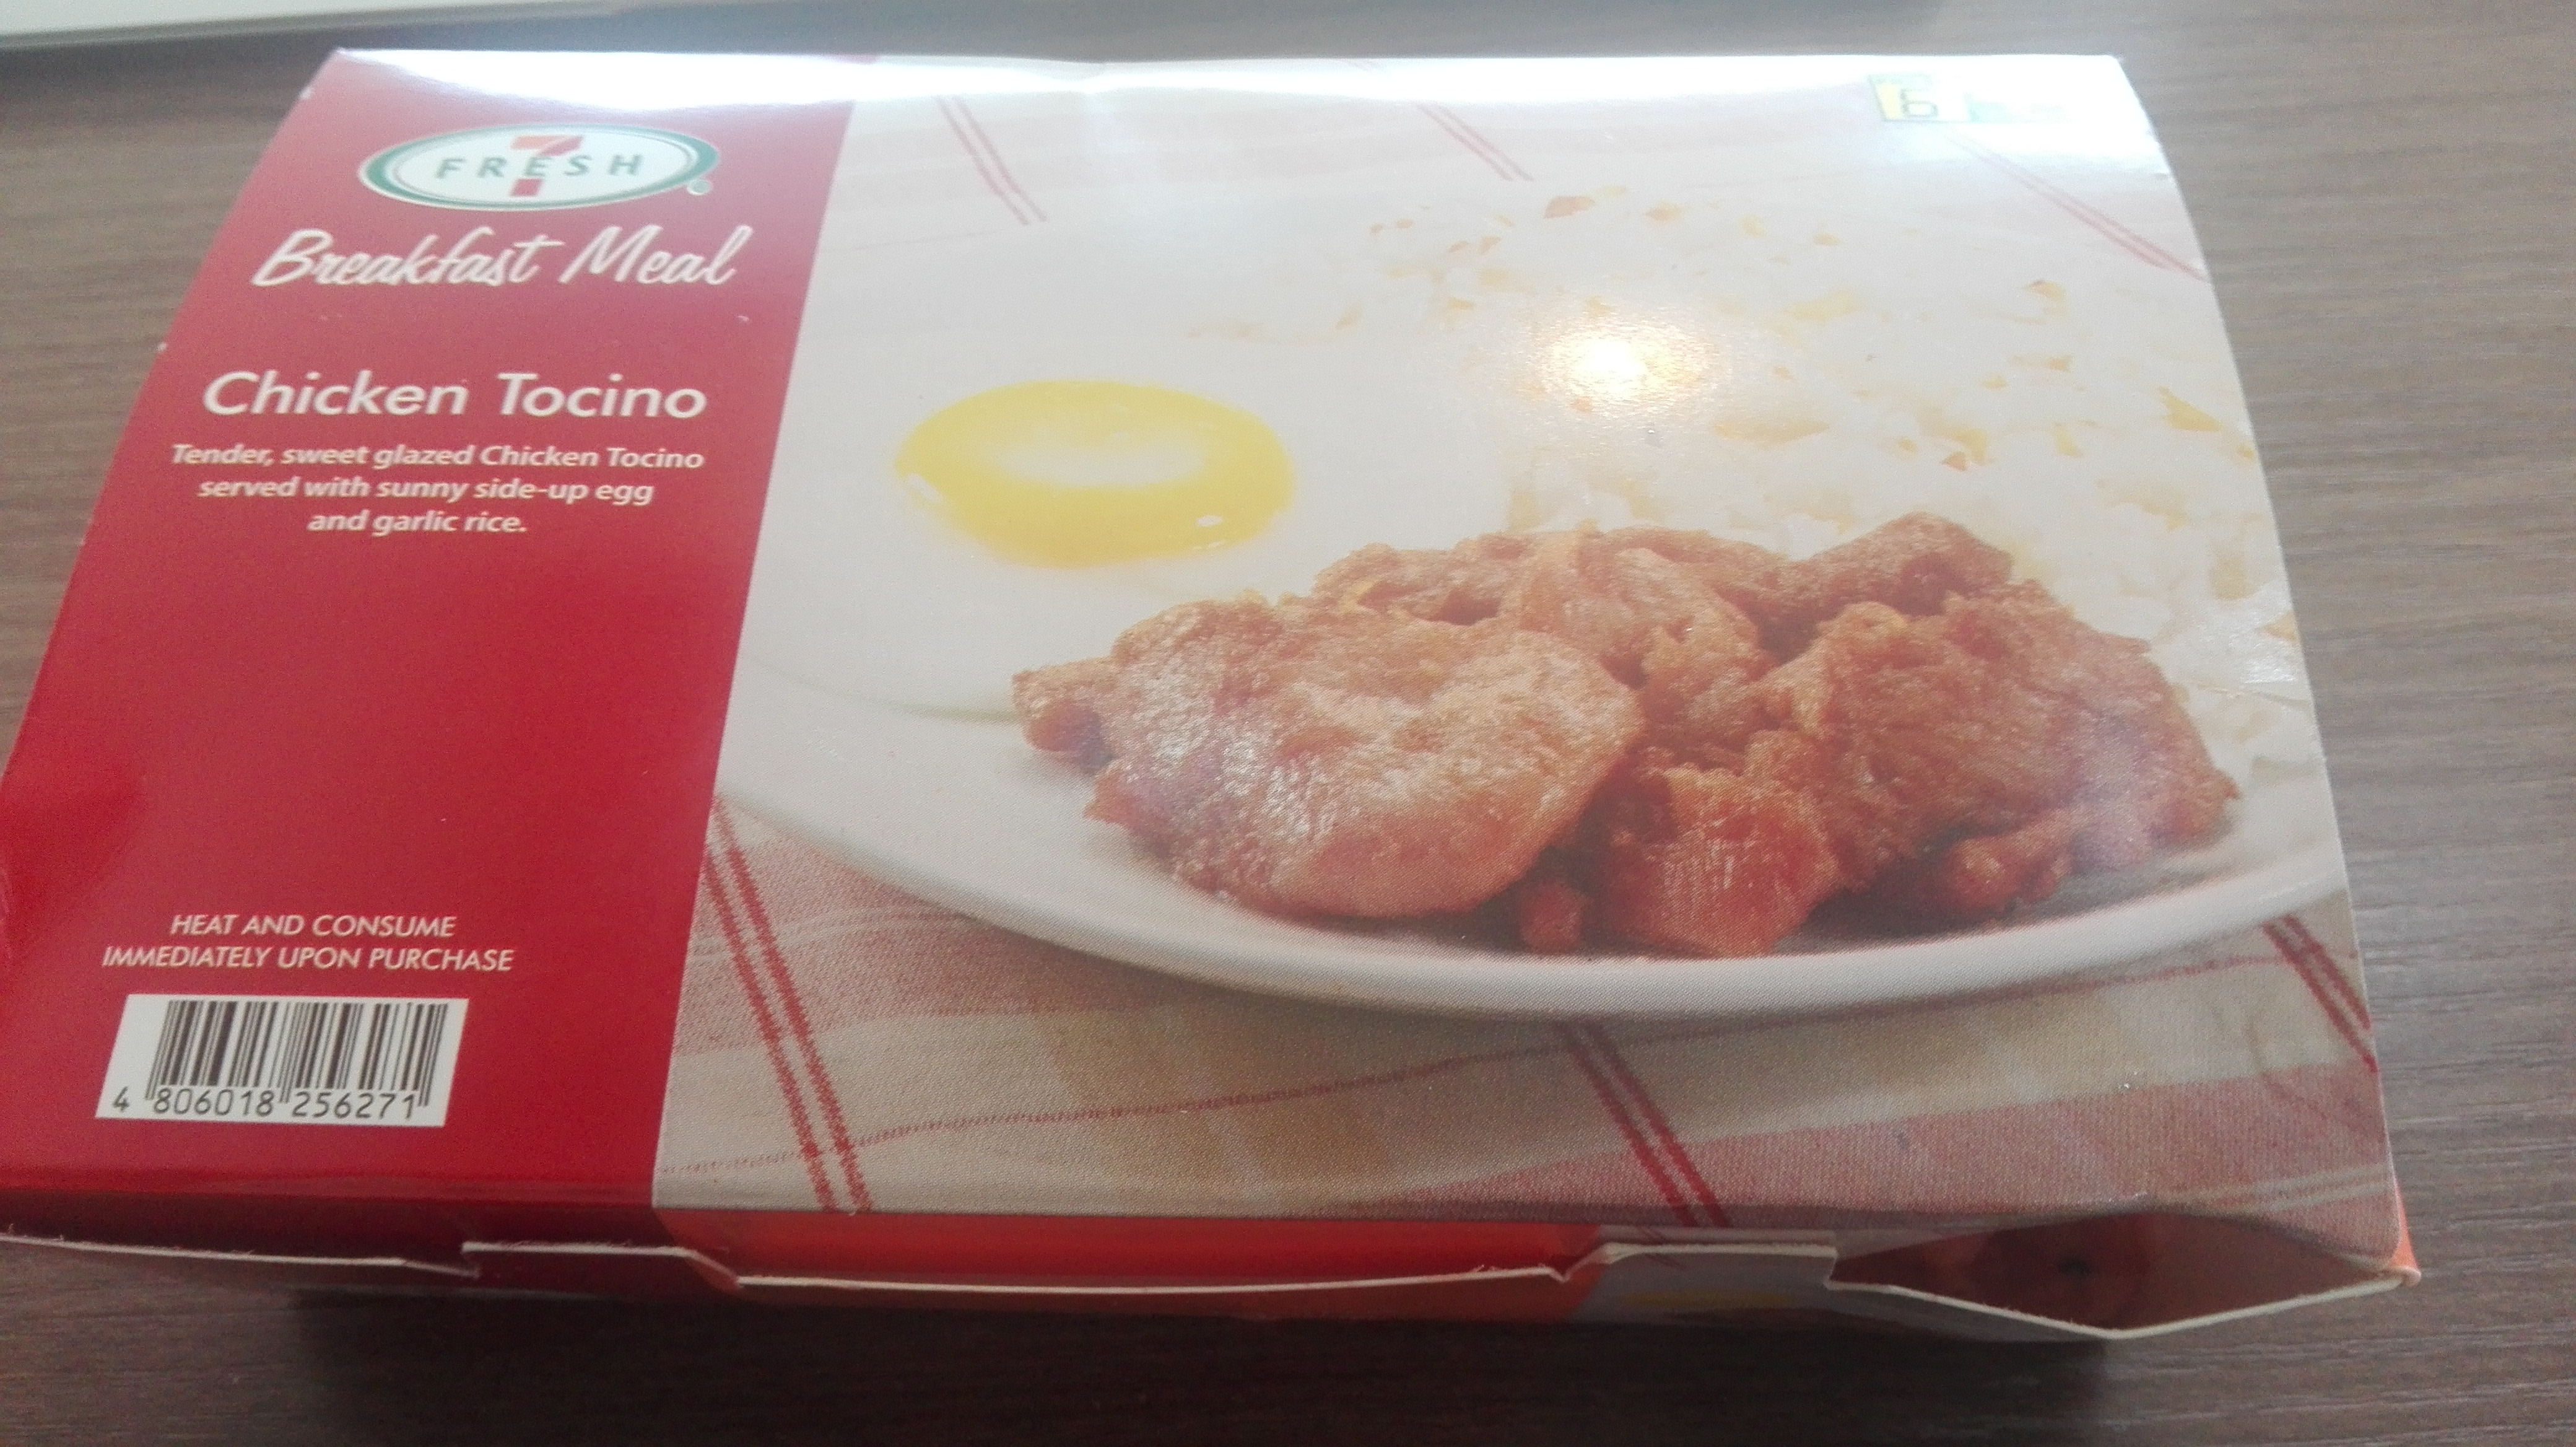 7
FRESH
Breakfast Meal
Chicken Tocino
Tender, sweet glazed Chicken Tocino
served with sunny side-up egg
and garlic rice.
HEAT AND CONSUME
IMMEDIATELY UPON PURCHASE
4 806018 256271
6